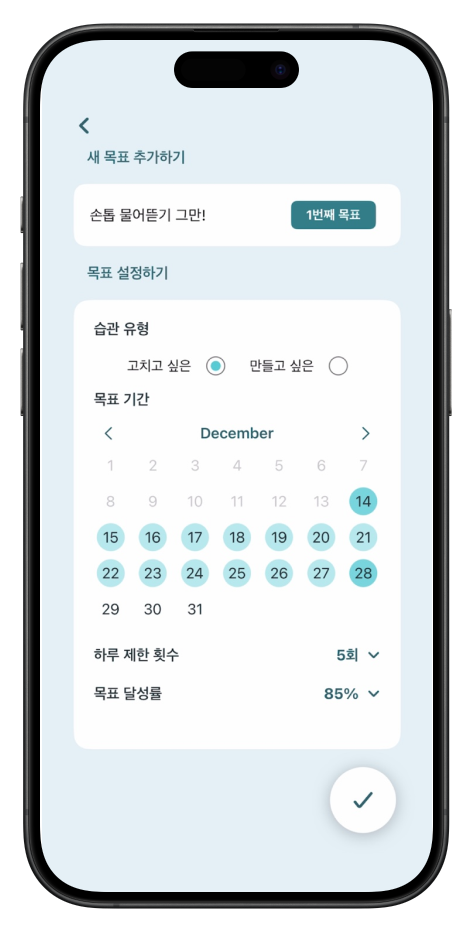 새 목표 추가하기
손톱 물어뜯기 그만! 1번째 목표
목표 설정하기
습관 유형
고치고 싶은 만들고 싶은
목표 기간
December
1 2 3 4 5 6 7
8 9 10 11 12 13 14
15 16 17 18 19 20 21
22 23 24 25 26 27 28
29 30 31
하루 제한 횟수 5회
목표 달성률 85%